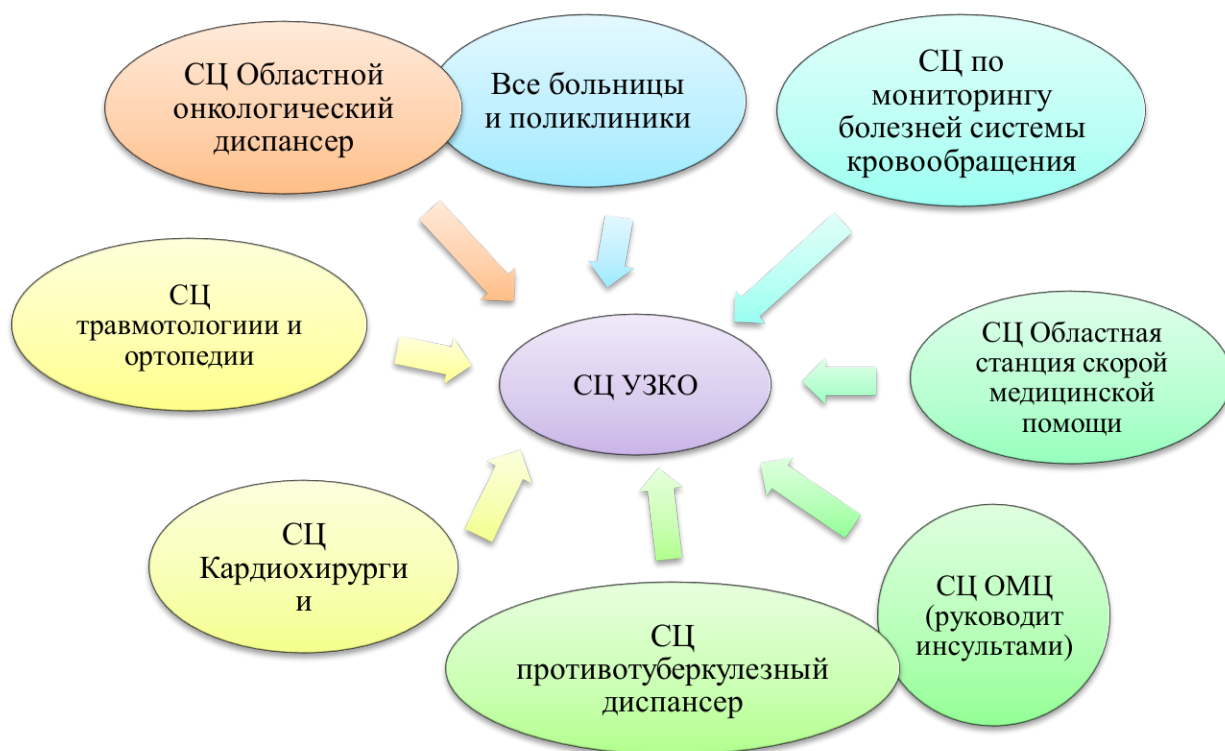 СЦ Областной
онкологический
диспансер
Все больницы
и поликлиники
СЦ по
мониторингу
болезней системы
кровообращения
СЦ
травмотологиии и
ортопедии
СЦ УЗКО
СЦ Областная
станция скорой
медицинской
помощи
СЦ
Кардиохирурги
и
СЦ
противотуберкулезный
диспансер
СЦ ОМЦ
(руководит
инсультами)